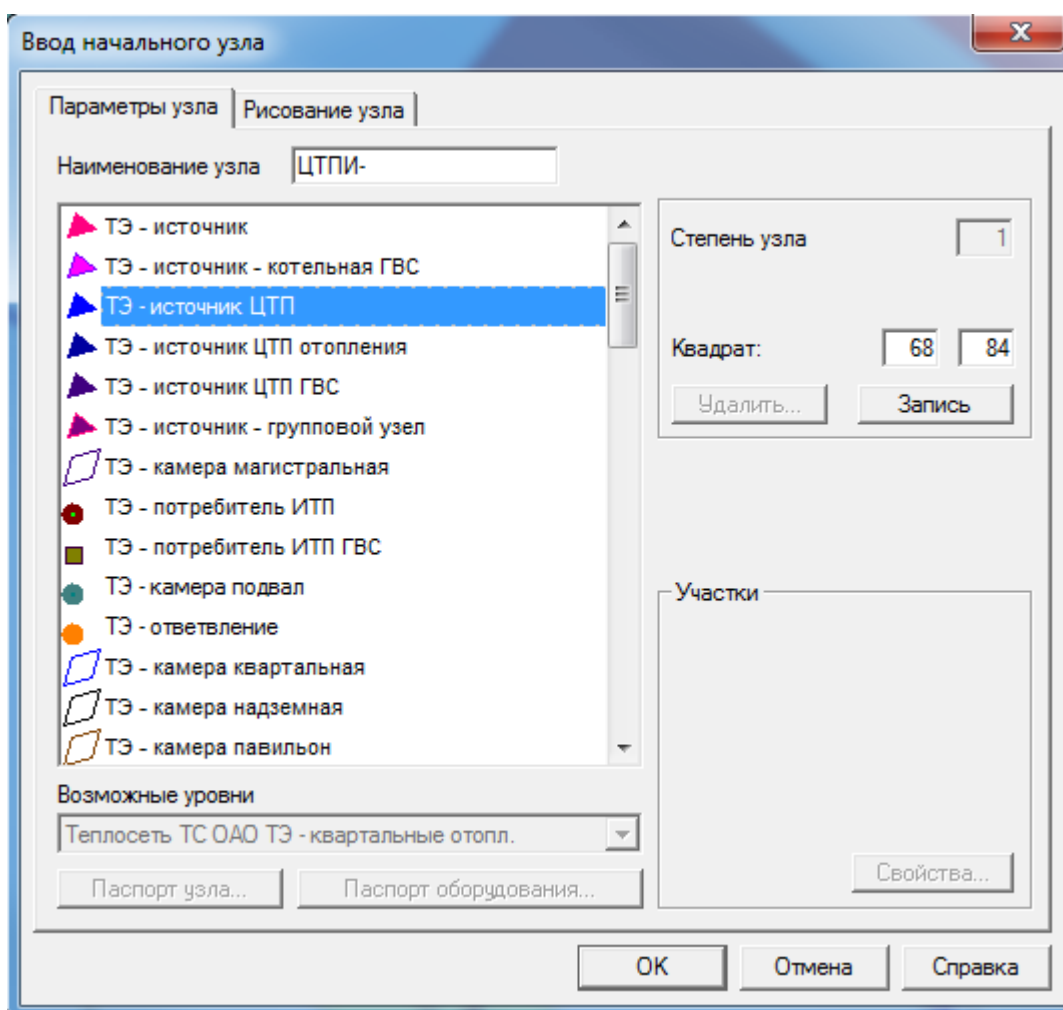 Ввод начального узла
x
Параметры узла
Рисование узла
Наименование узла ЦТПИ-
ТЭ - источник
ТЭ - источник - котельная ГВС
ТЭ - источник ЦТП
ТЭ - источник ЦТП отопления
ТЭ - источник ЦТП ГВС
ТЭ - источник - групповой узел
ТЭ - камера магистральная
ТЭ - потребитель ИТП
ТЭ - потребитель ИТП ГВС
ТЭ - камера подвал
ТЭ - ответвление
ТЭ - камера квартальная
ТЭ - камера надземная
ТЭ - камера павильон
Возможные уровни
Теплосеть ТС ОАО ТЭ - квартальные отопл.
Паспорт узла...
Паспорт оборудования...
Степень узла 1
Квадрат: 68 84
Удалить...
Запись
Участки
Свойства...
OK
Отмена
Справка